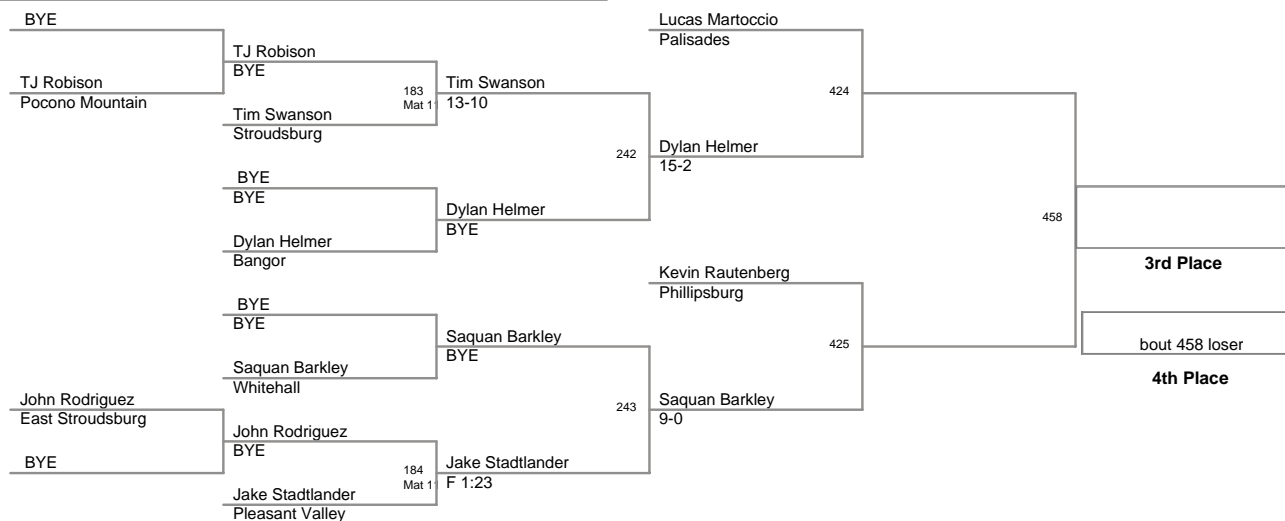 BYE
TJ Robison
Pocono Mountain
TJ Robison
BYE
183
Mat 11
Tim Swanson
Stroudsburg
Tim Swanson
13-10
BYE
BYE
Dylan Helmer
Bangor
Dylan Helmer
BYE
242
Lucas Martoccio
Palisades
424
Dylan Helmer
15-2
BYE
BYE
Saquan Barkley
Whitehall
Saquan Barkley
BYE
John Rodriguez
East Stroudsburg
BYE
John Rodriguez
BYE
184
Mat 11
Jake Stadtlander
Pleasant Valley
Jake Stadtlander
F 1:23
243
Kevin Rautenberg
Phillipsburg
425
Saquan Barkley
9-0
458
3rd Place
bout 458 loser
4th Place